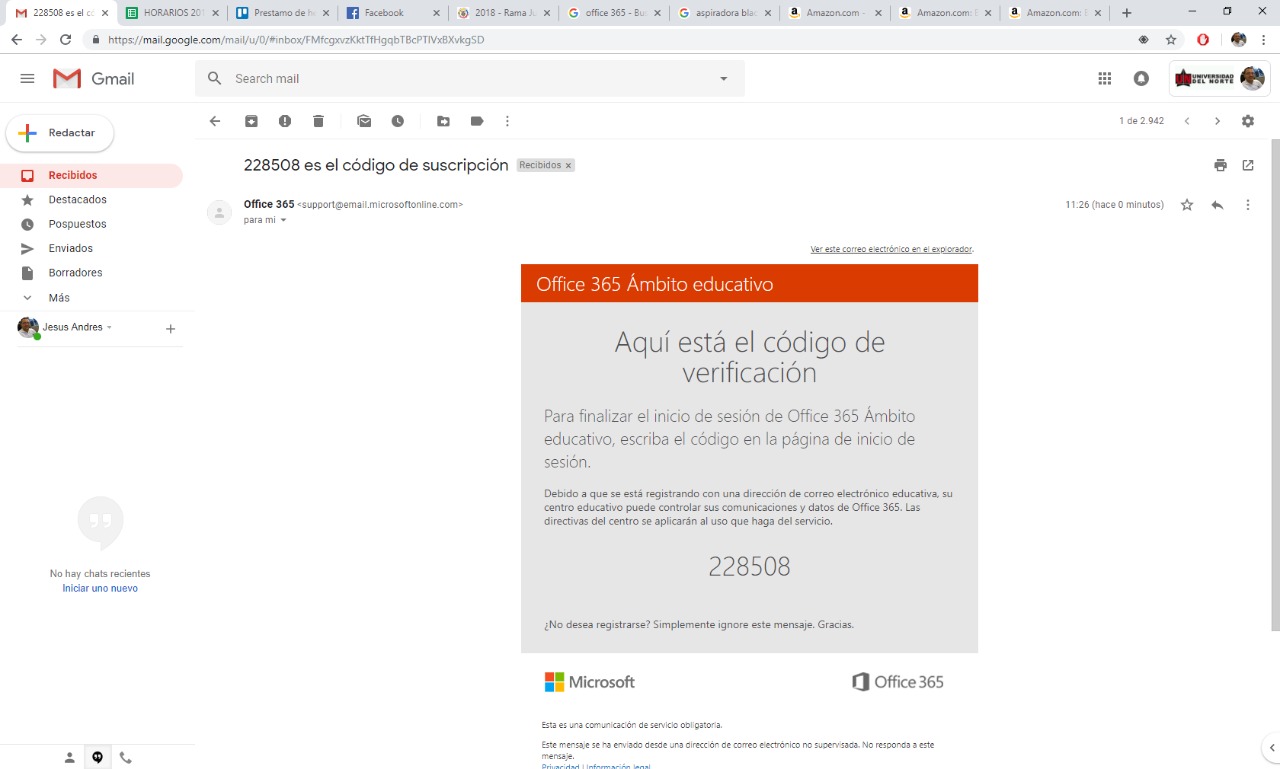 228508 es el có
HORARIOS 201
Prestamo de he
Facebook
2018 - Rama Ju
office 365 - Bu
aspiradora blac
Amazon.com –
Amazon.com: B
Amazon.com: B
https://mail.google.com/mail/u/0/#inbox/FMfcgxvzKktTfHgqbTBcPTlVxBXvkgSD
Gmail
Search mail
UNIVERSIDAD
DEL NORTE
Redactar
1 de 2.942
228508 es el código de suscripción
Recibidos x
Recibidos
Destacados
Pospuestos
Enviados
Borradores
Más
Jesus Andres
Office 365 <support@email.microsoftonline.com>
11:26 (hace 0 minutos)
para mi
Ver este correo electrónico en el explorador.
Office 365 Ámbito educativo
Aquí está el código de
verificación
Para finalizar el inicio de sesión de Office 365 Ámbito
educativo, escriba el código en la página de inicio de
sesión.
Debido a que se está registrando con una dirección de correo electrónico educativa, su
centro educativo puede controlar sus comunicaciones y datos de Office 365. Las
directivas del centro se aplicarán al uso que haga del servicio.
228508
¿No desea registrarse? Simplemente ignore este mensaje. Gracias.
Microsoft
Office 365
Esta es una comunicación de servicio obligatoria.
Este mensaje se ha enviado desde una dirección de correo electrónico no supervisada. No responda a este
mensaje.
Privacidad | Información legal
No hay chats recientes
Iniciar uno nuevo